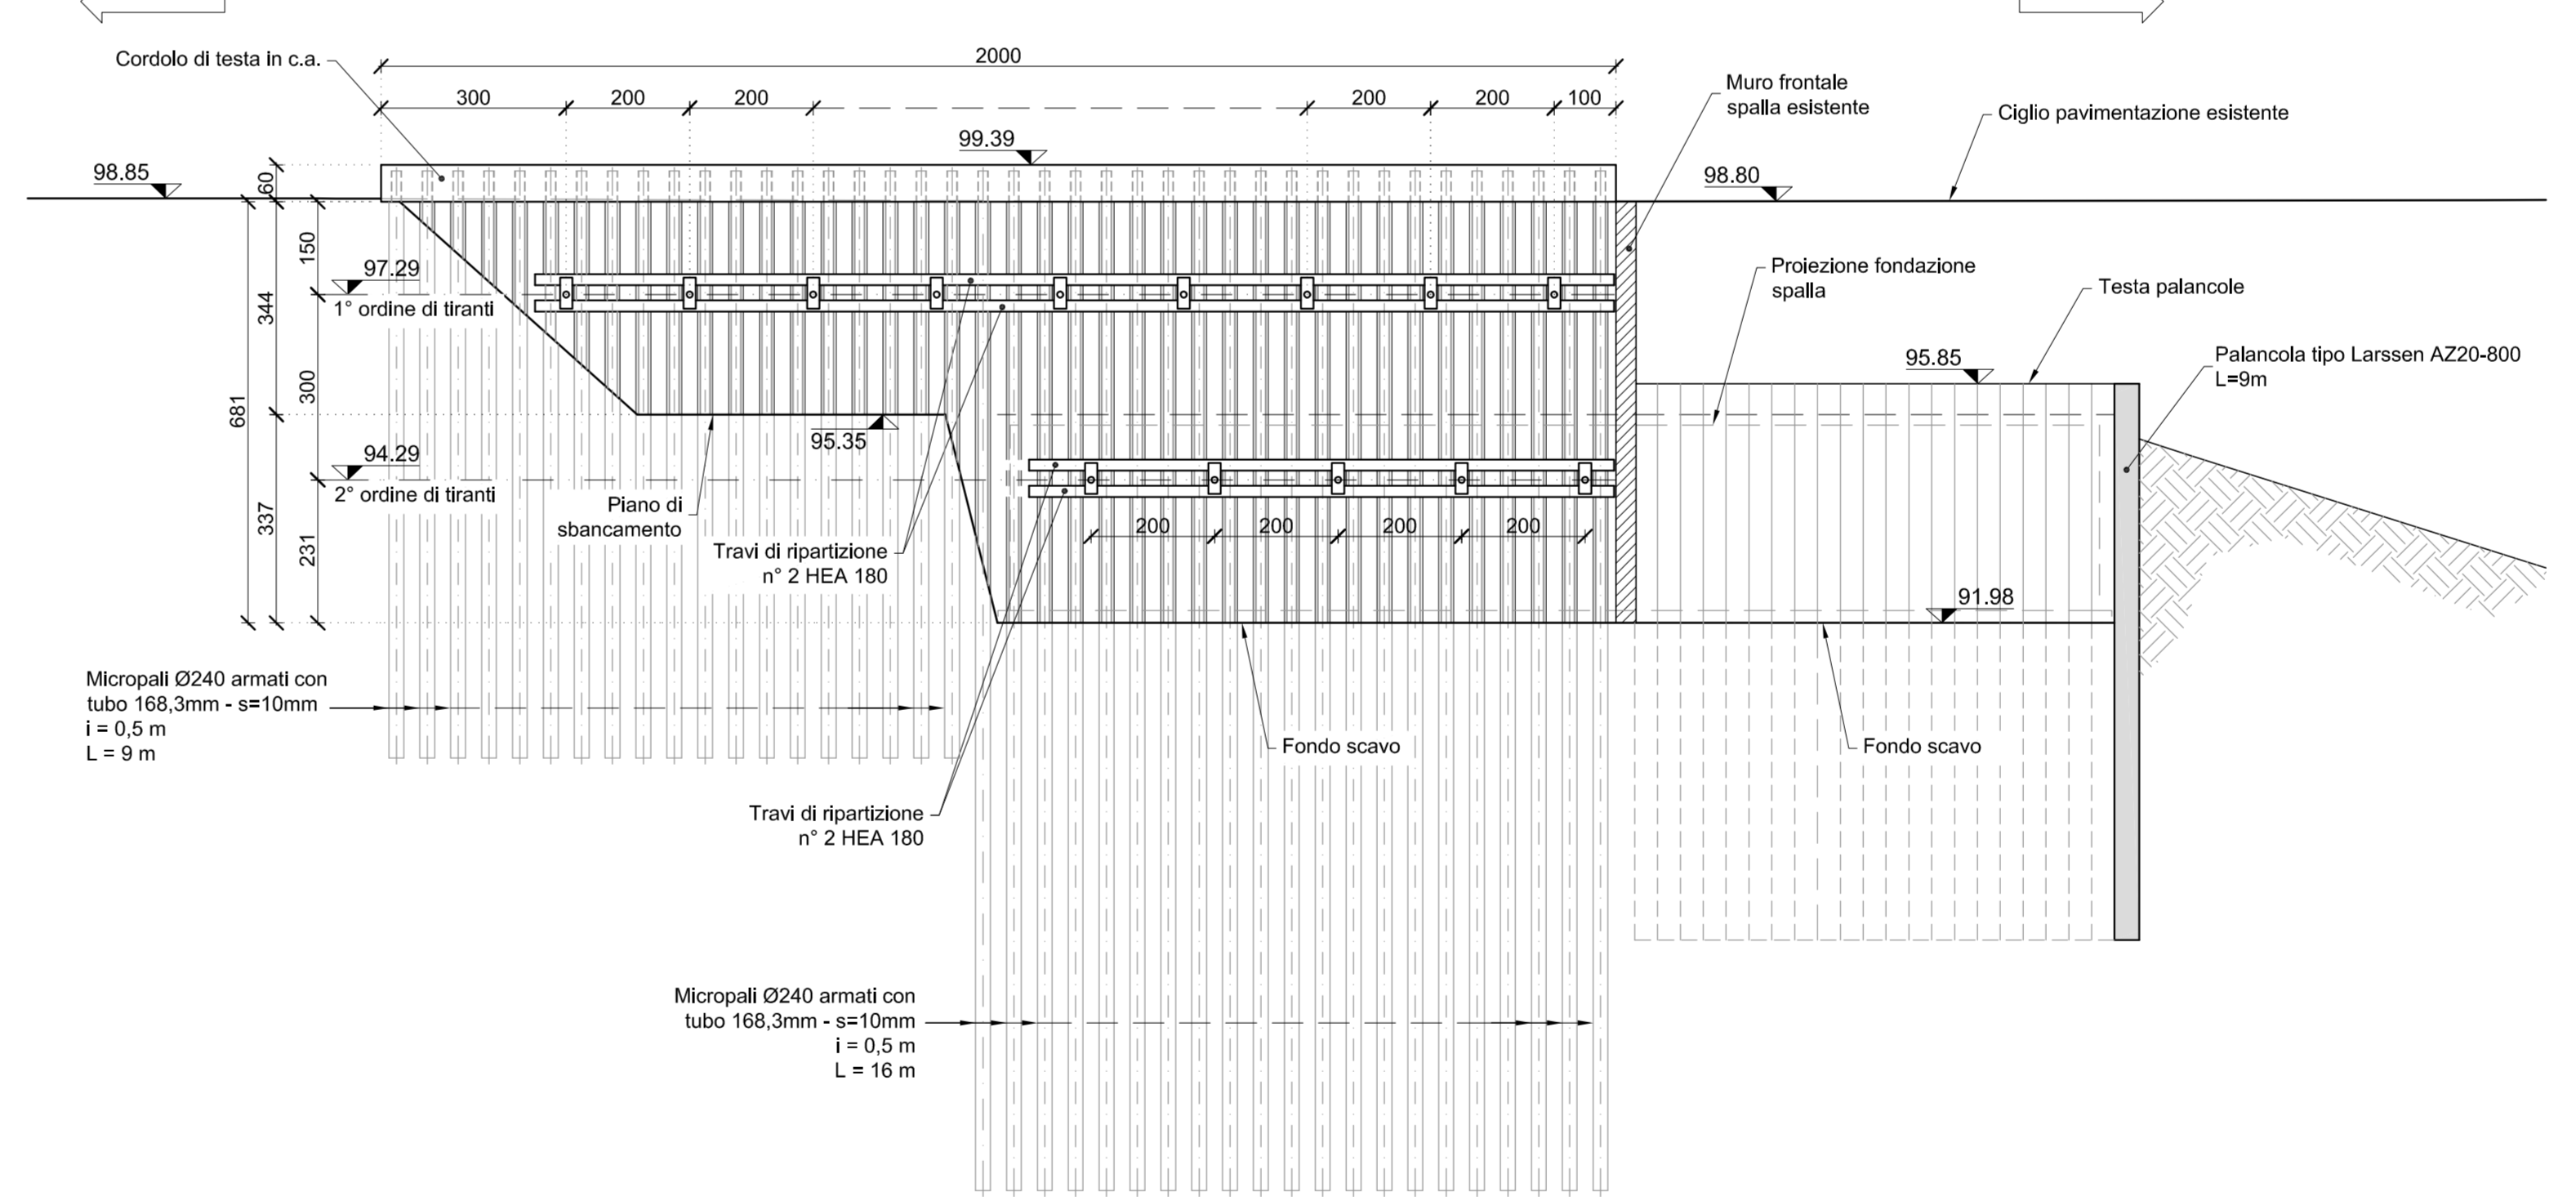 Cordolo di testa in c.a.
2000
300
200
200
200
200
100
Muro frontale
spalla esistente
Ciglio pavimentazione esistente
99.39
98.85
60
98.80
150
97.29
1° ordine di tiranti
344
Proiezione fondazione
spalla
Testa palancole
95.85
Palancola tipo Larssen AZ20-800
L=9m
300
681
95.35
94.29
2° ordine di tiranti
Piano di
sbancamento
337
231
200
200
200
200
Travi di ripartizione
n° 2 HEA 180
91.98
Micropali Ø240 armati con
tubo 168,3mm - s=10mm
i = 0,5 m
L = 9 m
Fondo scavo
Fondo scavo
Travi di ripartizione
n° 2 HEA 180
Micropali Ø240 armati con
tubo 168,3mm - s=10mm
i = 0,5 m
L = 16 m